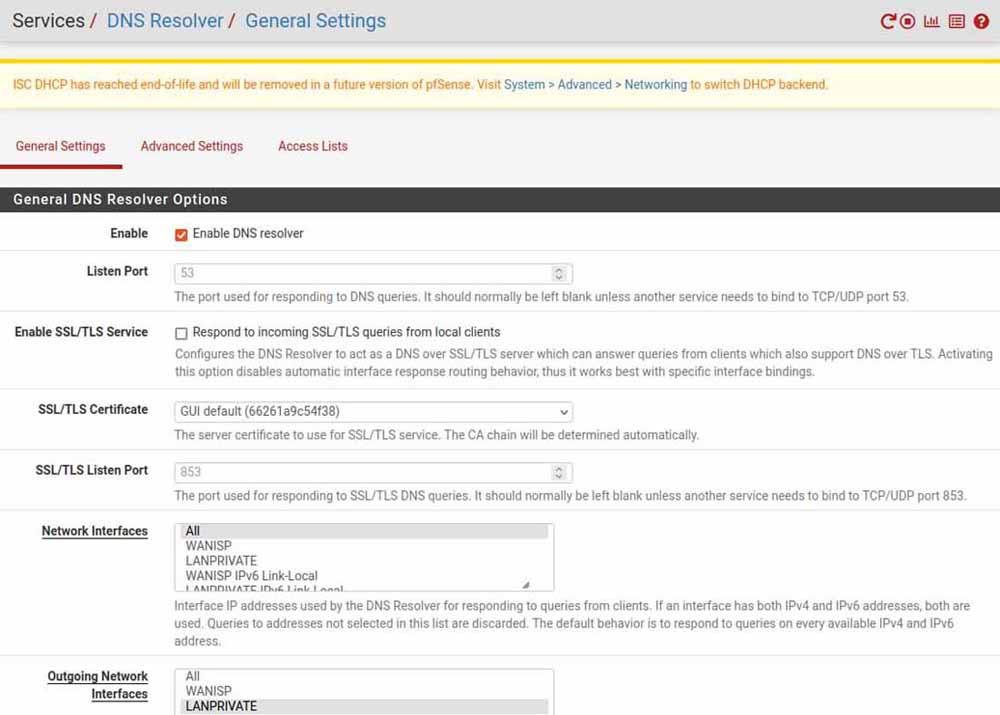 Services / DNS Resolver / General Settings
ISC DHCP has reached end-of-life and will be removed in a future version of pfSense. Visit System > Advanced > Networking to switch DHCP backend.
General Settings Advanced Settings Access Lists
General DNS Resolver Options
Enable Enable DNS resolver
Listen Port 53
The port used for responding to DNS queries. It should normally be left blank unless another service needs to bind to TCP/UDP port 53.
Enable SSL/TLS Service Respond to incoming SSL/TLS queries from local clients
Configures the DNS Resolver to act as a DNS over SSL/TLS server which can answer queries from clients which also support DNS over TLS. Activating
this option disables automatic interface response routing behavior, thus it works best with specific interface bindings.
SSL/TLS Certificate GUI default (66261a9c54f38)
The server certificate to use for SSL/TLS service. The CA chain will be determined automatically.
SSL/TLS Listen Port 853
The port used for responding to SSL/TLS DNS queries. It should normally be left blank unless another service needs to bind to TCP/UDP port 853.
Network Interfaces All
WANISP
LANPRIVATE
WANISP IPv6 Link-Local
LANPRIVATE IPv6 Link-Local
Interface IP addresses used by the DNS Resolver for responding to queries from clients. If an interface has both IPv4 and IPv6 addresses, both are
used. Queries to addresses not selected in this list are discarded. The default behavior is to respond to queries on every available IPv4 and IPv6
address.
Outgoing Network Interfaces All
WANISP
LANPRIVATE